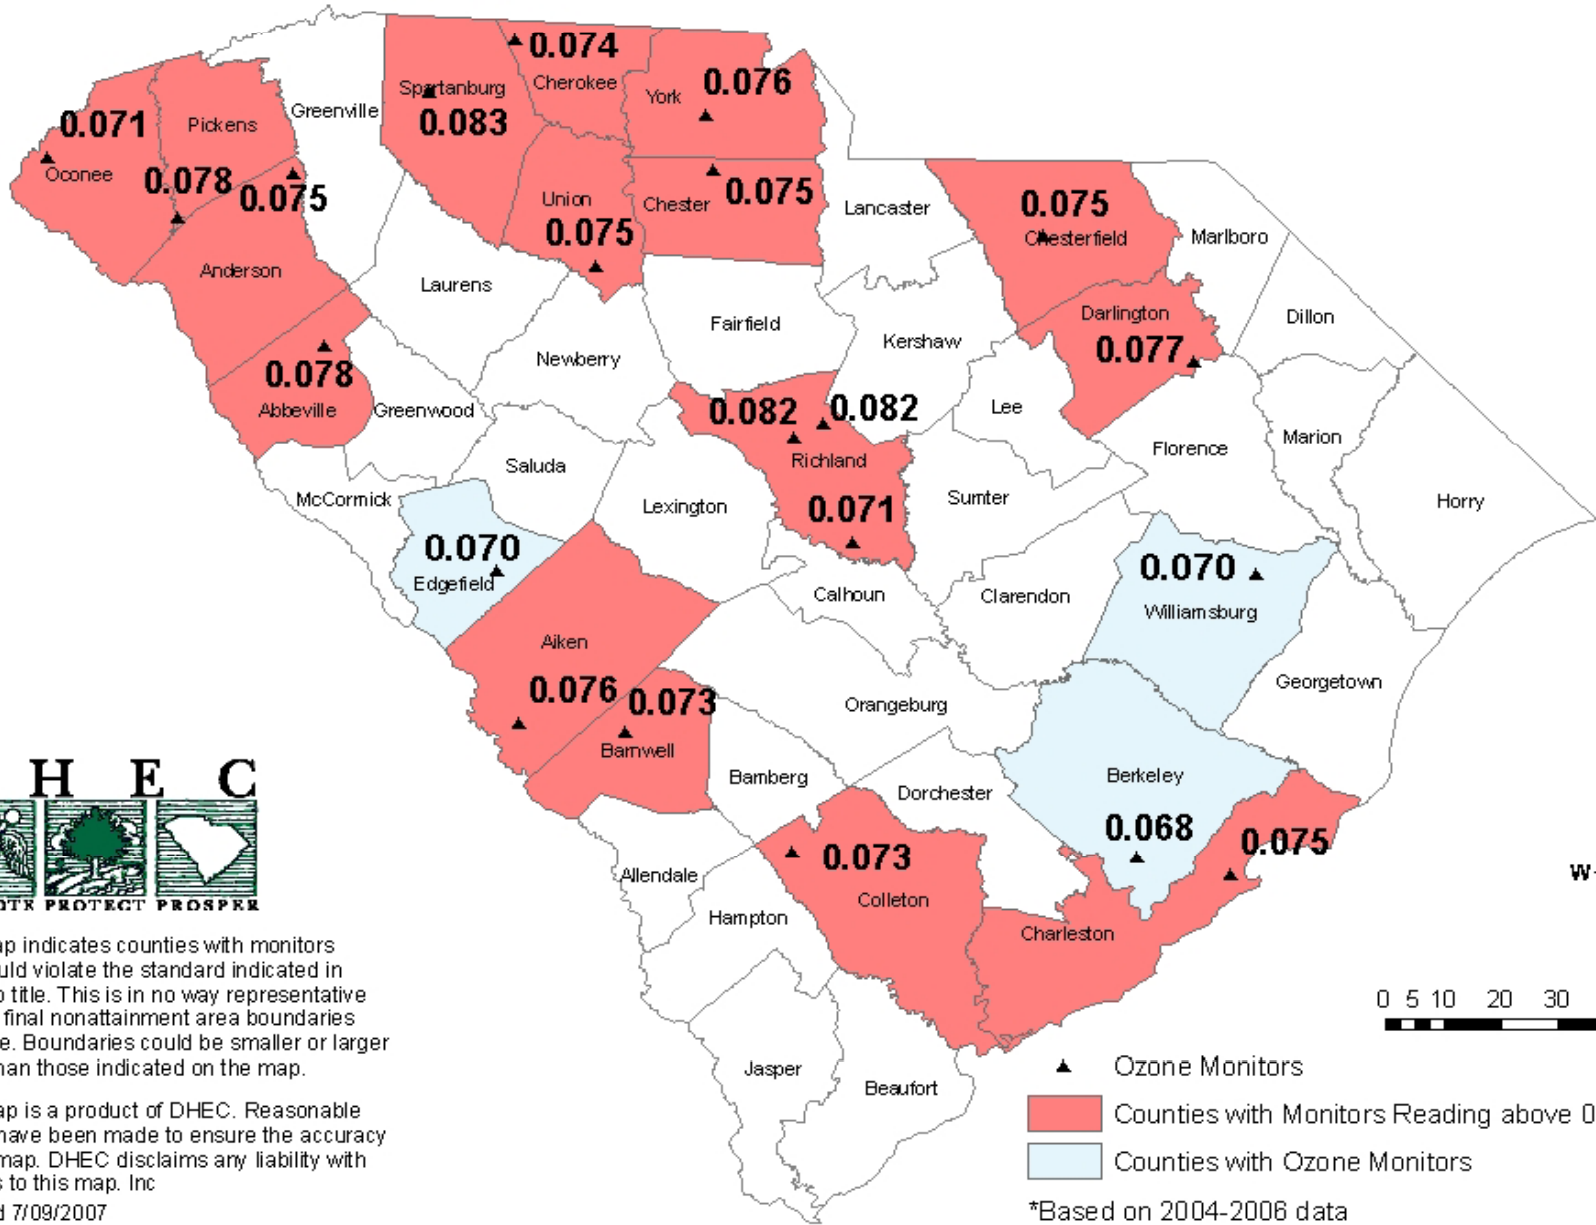 0.074
Cherokee
0.076
York
Spartanburg
0.083
Greenville
0.071
Pickens
Oconee
0.078
0.075
Union
0.075
Chester
0.075
Lancaster
0.075
Chesterfield
Marlboro
Anderson
Laurens
Fairfield
Kershaw
Darlington
0.077
Dillon
Newberry
0.078
Abbeville
Greenwood
0.082
0.082
Richland
0.071
Lee
Florence
Marion
Saluda
McCormick
Lexington
Sumter
Horry
0.070
Edgefield
0.070
Williamsburg
Calhoun
Clarendon
Aiken
0.076
0.073
Barnwell
Orangeburg
Georgetown
Bamberg
Dorchester
Berkeley
0.068
0.075
Allendale
0.073
Colleton
Hampton
Charleston
Jasper
Beaufort
H E C
PROTECT PROSPER
ap indicates counties with monitors
uld violate the standard indicated in
o title. This is in no way representative
final nonattainment area boundaries
e. Boundaries could be smaller or larger
han those indicated on the map.
ap is a product of DHEC. Reasonable
have been made to ensure the accuracy
map. DHEC disclaims any liability with
s to this map. Inc
d 7/09/2007
W
0 5 10 20 30
Ozone Monitors
Counties with Monitors Reading above 0
Counties with Ozone Monitors
*Based on 2004-2006 data